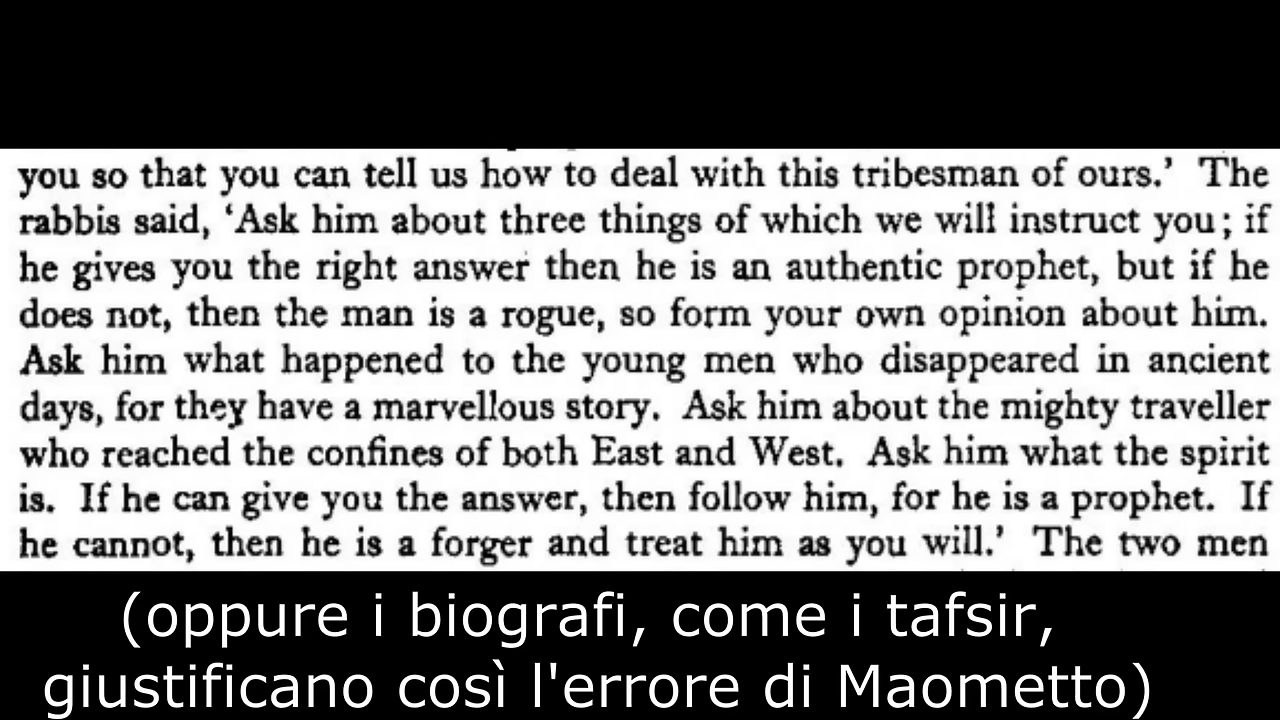 you so that you can tell us how to deal with this tribesman of ours.’ The
rabbis said, ‘Ask him about three things of which we will instruct you; if
he gives you the right answer then he is an authentic prophet, but if he
does not, then the man is a rogue, so form your own opinion about him.
Ask him what happened to the young men who disappeared in ancient
days, for they have a marvellous story. Ask him about the mighty traveller
who reached the confines of both East and West. Ask him what the spirit
is. If he can give you the answer, then follow him, for he is a prophet. If
he cannot, then he is a forger and treat him as you will.’ The two men
(oppure i biografi, come i tafsir,
giustificano così l'errore di Maometto)